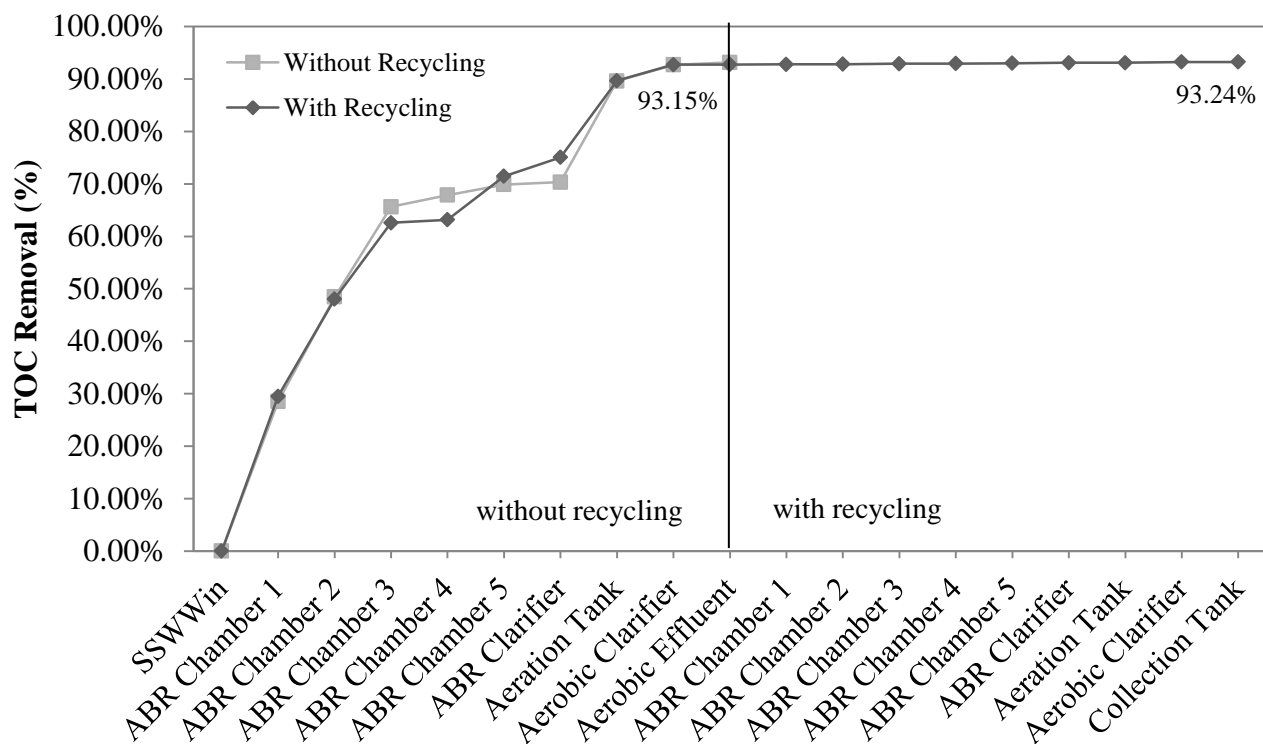 100.00%
90.00%
80.00%
70.00%
60.00%
50.00%
40.00%
30.00%
20.00%
10.00%
0.00%
TOC Removal (%)
Without Recycling
With Recycling
93.15%
93.24%
without recycling
with recycling
SSWWin
ABR Chamber 1
ABR Chamber 2
ABR Chamber 3
ABR Chamber 4
ABR Chamber 5
ABR Clarifier
Aeration Tank
Aerobic Clarifier
Aerobic Effluent
ABR Chamber 1
ABR Chamber 2
ABR Chamber 3
ABR Chamber 4
ABR Chamber 5
ABR Clarifier
Aeration Tank
Aerobic Clarifier
Collection Tank